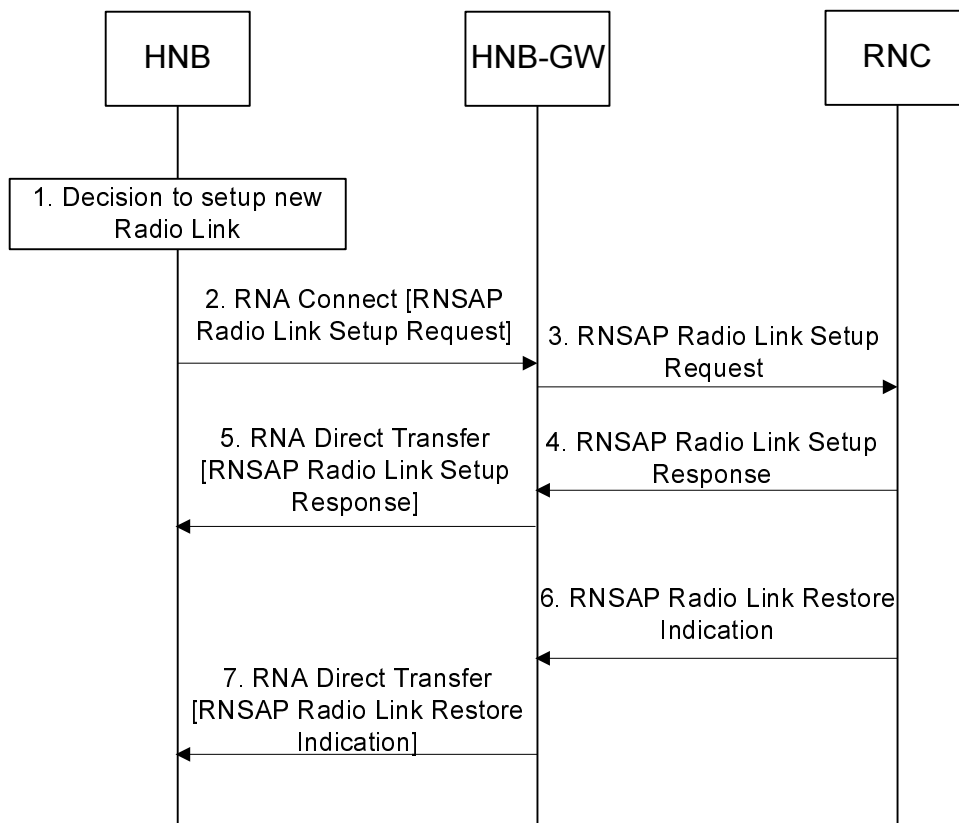 HNB
HNB-GW
RNC
1. Decision to setup new
Radio Link
2. RNA Connect [RNSAP
Radio Link Setup Request]
3. RNSAP Radio Link Setup
Request
5. RNA Direct Transfer
[RNSAP Radio Link Setup
Response]
4. RNSAP Radio Link Setup
Response
6. RNSAP Radio Link Restore
Indication
7. RNA Direct Transfer
[RNSAP Radio Link Restore
Indication]